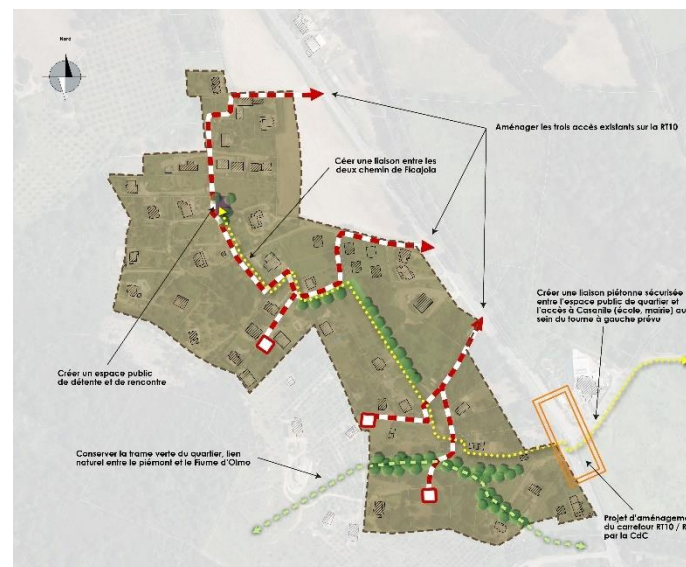 Nord
Aménager les trois accès existants sur la RT10
Céer une liaison entre les
deux chemin de Ficajola
Créer une liaison piétonne sécurisée
entre l'espace public de quartier et
l'accès à Casanile (école, mairie) au
sein du tourne à gauche prévu
Créer un espace public
de détente et de rencontre
Conserver la trame verte du quartier, lien
naturel entre le piémont et le Fiume d'Olmo
Projet d'aménageme
du carrefour RT10 / R
par la CdC